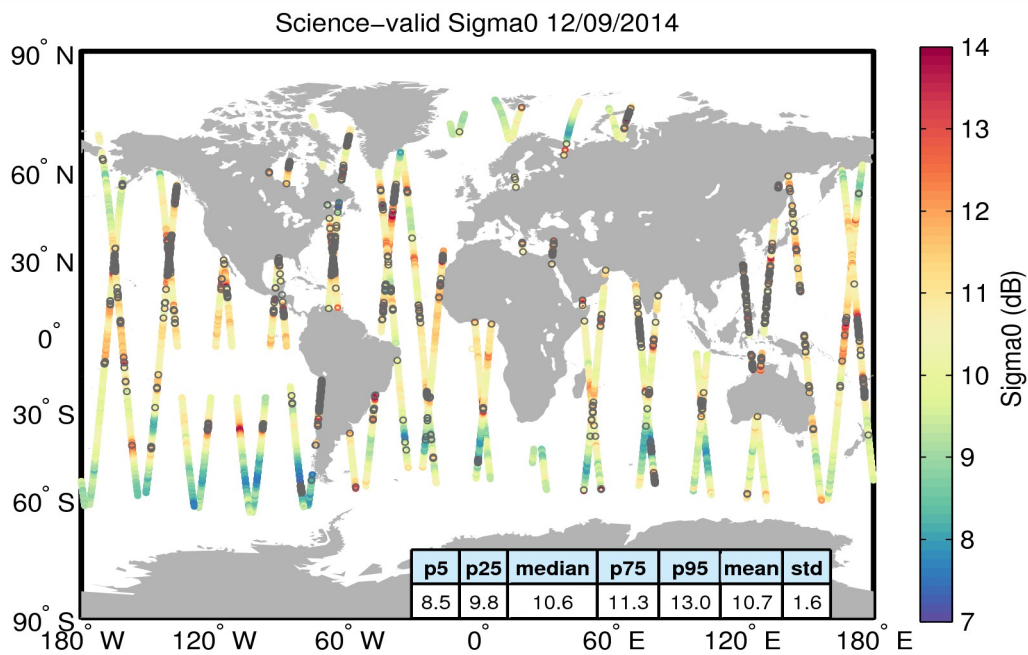 Science−valid Sigma0 12/09/2014
90° N
60° N
30° N
0°
30° S
60° S
90° S
180° W
120° W
60° W
0°
60° E
120° E
180° E
p5 p25 median p75 p95 mean std
8.5 9.8 10.6 11.3 13.0 10.7 1.6
14
13
12
11
10
9
8
7
Sigma0 (dB)